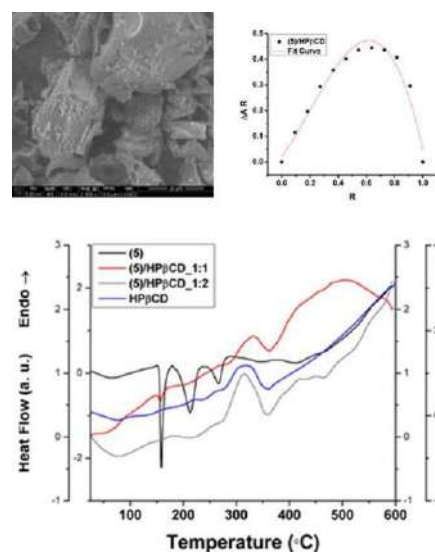 (5)/HPβCD
Fit Curve
ΔA R
0.5
0.4
0.3
0.2
0.1
0.0
0.0 0.2 0.4 0.6 0.8 1.0
R
(5)
(5)/HPβCD_1:1
(5)/HPβCD_1:2
HPβCD
Endo →
Heat Flow (a. u.)
3
2
1
0
-1
2
0
-2
3
2
1
0
-1
100 200 300 400 500 600
Temperature (°C)